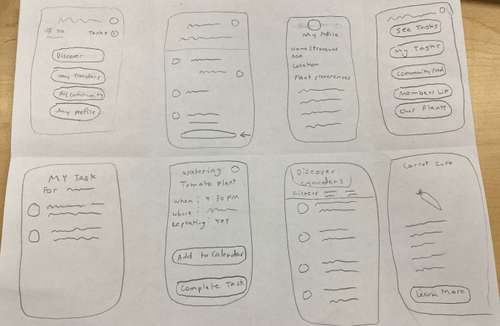 Tasks
Discover
My Gardens
My Community
My Profile
My Profile
Name/Pronouns
Location
Plant Preferences
See Tasks
My Tasks
Community Feed
Members List
Our Plants
MY Task
For
Watering
Tomato Plant
When: 4:30 PM
Where:
Repeating: Yes
Add to Calendar
Complete Task
Discover
gardens
Filters
Carrot Info
Learn More